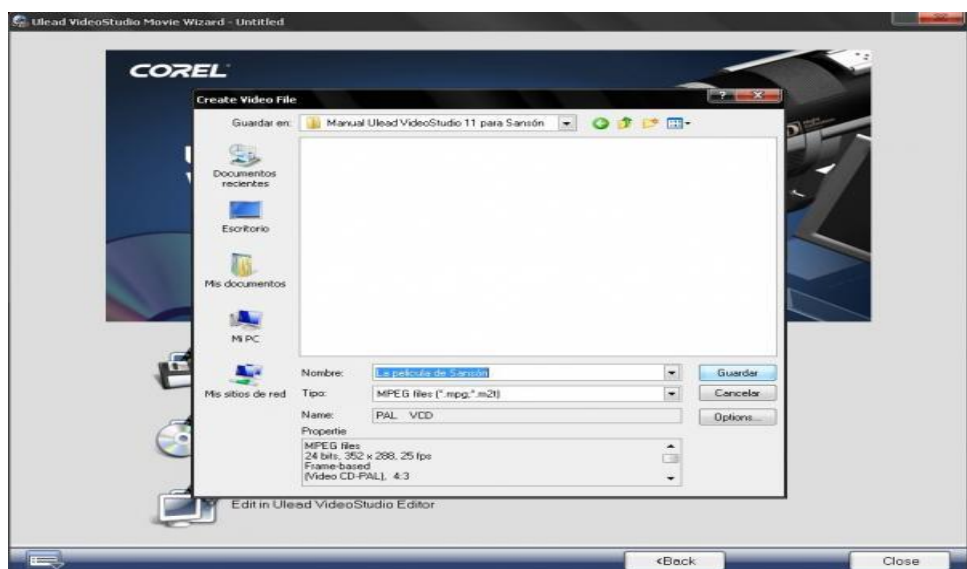 Ulead VideoStudio Movie Wizard - Untitled
COREL
Create Video File
Guardar en:
Manual Ulead VideoStudio 11 para Sansón
Documentos
recientes
Escritorio
Mis documentos
Mi PC
Mis sitios de red
Nombre:
La película de Sansón
Guardar
Tipo:
MPEG files (*.mpg;*.m2t)
Cancelar
Name:
PAL VCD
Options...
Propertie
MPEG files
24 bits, 352 x 288, 25 fps
Frame-based
(Video CD-PAL), 4:3
Edit in Ulead VideoStudio Editor
<Back
Close